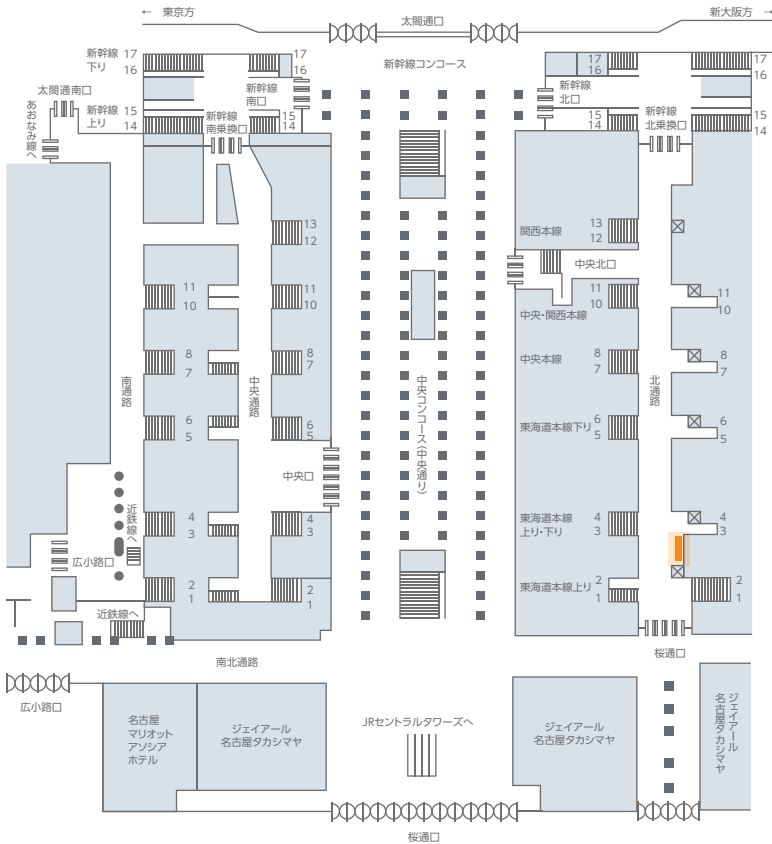 ← 東京方
太閤通口
新大阪方 →
新幹線
下り
17
16
17
16
新幹線コンコース
17
16
17
16
太閤通南口
新幹線
南口
新幹線
北口
あおなみ線へ
新幹線
上り
15
14
新幹線
南乗換口
15
14
15
14
新幹線
北乗換口
15
14
13
12
関西本線
13
12
中央北口
11
10
11
10
中央・関西本線
11
10
11
10
南通路
8
7
中央通路
8
7
中央コンコース(中央通り)
中央本線
8
7
北通路
8
7
6
5
6
5
東海道本線下り
6
5
6
5
中央口
近鉄線へ
4
3
4
3
東海道本線
上り・下り
4
3
4
3
広小路口
2
1
2
1
東海道本線上り
2
1
2
1
近鉄線へ
南北通路
桜通口
広小路口
名古屋
マリオット
アソシア
ホテル
ジェイアール
名古屋タカシマヤ
JRセントラルタワーズへ
ジェイアール
名古屋タカシマヤ
ジェイアール
名古屋タカシマヤ
桜通口